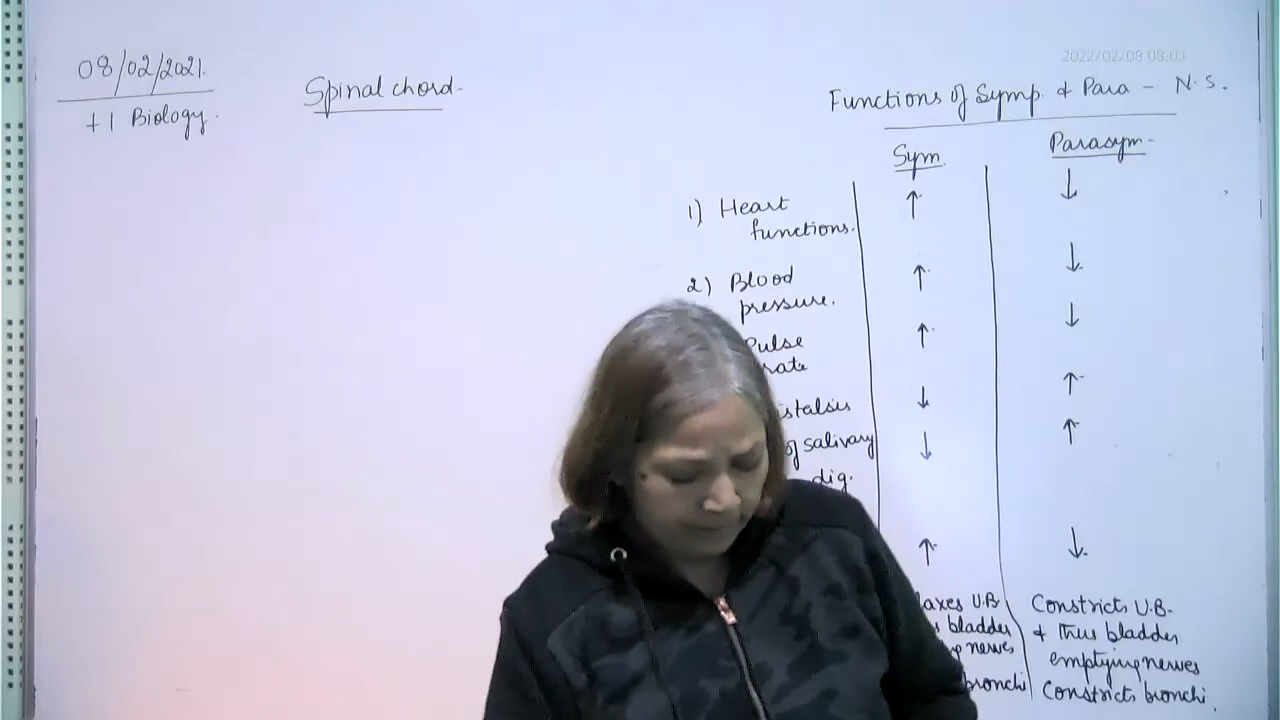 08/02/2021.
+1 Biology.
Spinal chord.
2022/02/08 08:03
Functions of Symp. & Para - N.S.
Sym. Parasym-
1) Heart ↑ ↓
functions.
2) Blood ↑ ↓
pressure.
Pulse ↑ ↓
rate
↓ ↑
of salivary ↓ ↑
dig.
↑ ↓
U.B Constricts U.B.
bladder & thus bladder
nerves emptying nerves
bronchi Constricts bronchi.